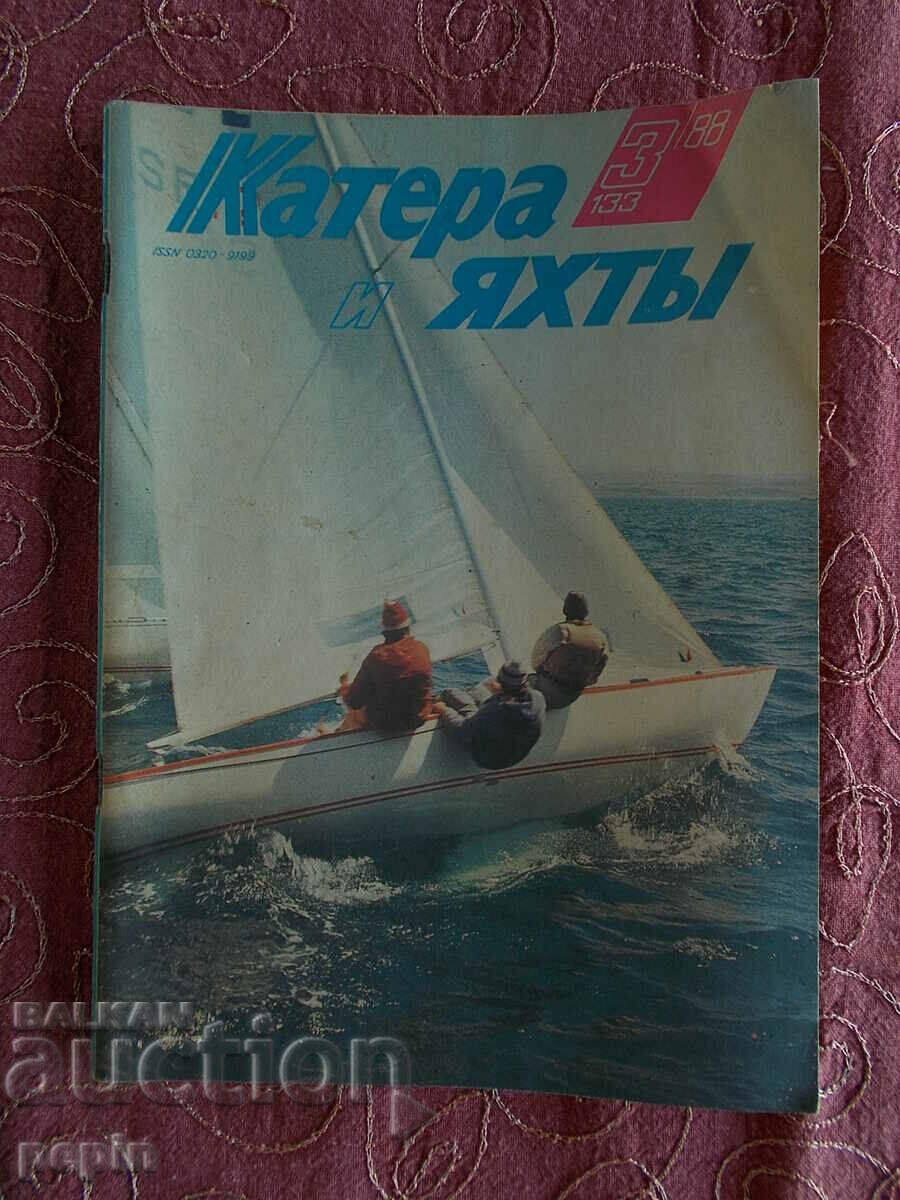 Катера
и яхты
3/88
133
ISSN 0320-9199
BALKAN
auction
pepin